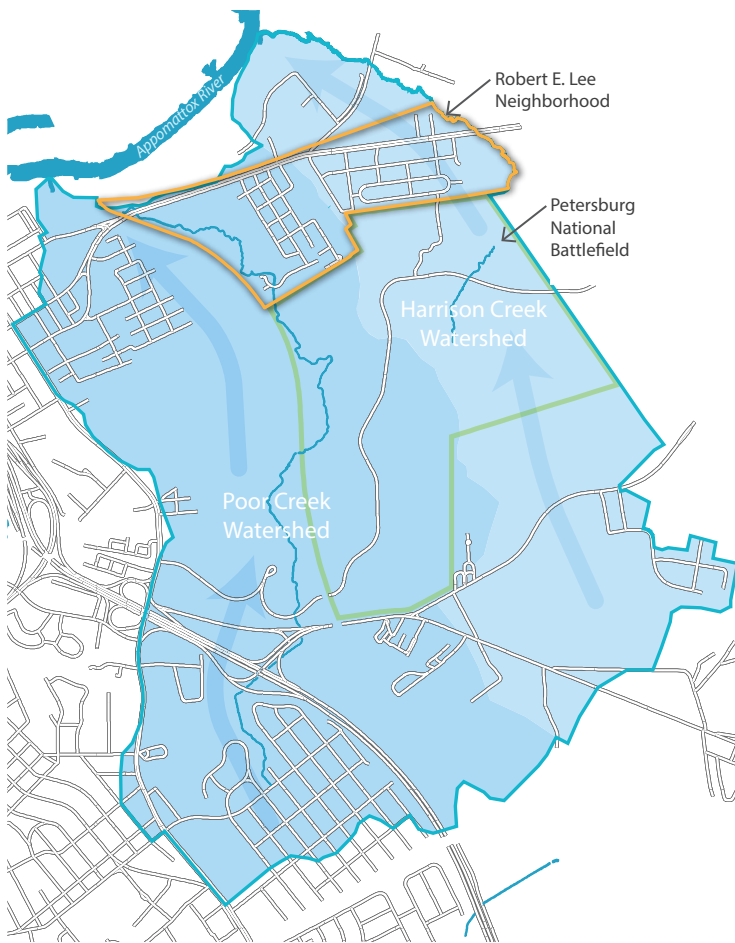 Appomattox River
Robert E. Lee
Neighborhood
Petersburg
National
Battlefield
Harrison Creek
Watershed
Poor Creek
Watershed